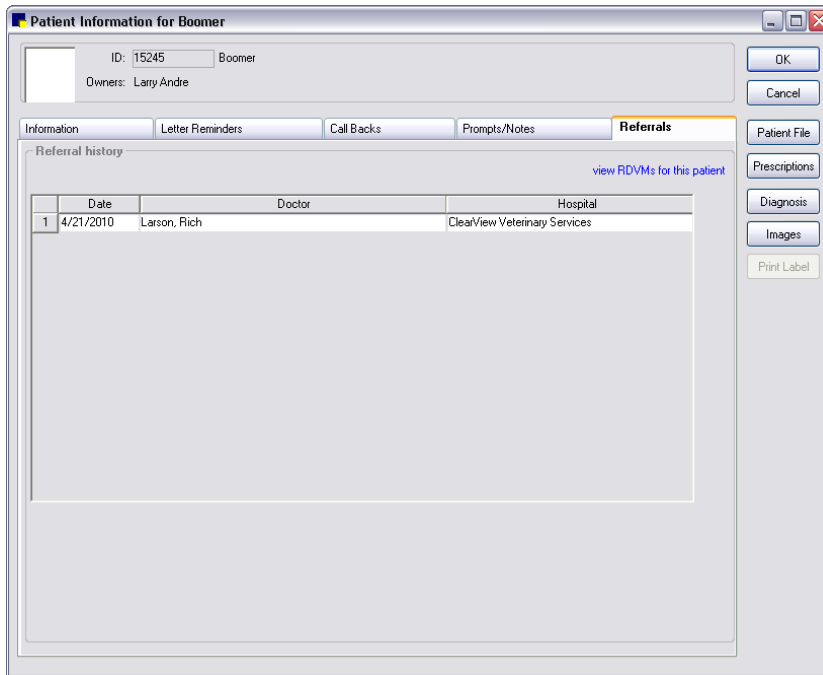 Patient Information for Boomer
ID: 15245 Boomer
Owners: Larry Andre
OK
Cancel
Information Letter Reminders Call Backs Prompts/Notes Referrals
Patient File
Referral history
view RDVMs for this patient
Prescriptions
Date Doctor Hospital
1 4/21/2010 Larson, Rich ClearView Veterinary Services
Diagnosis
Images
Print Label